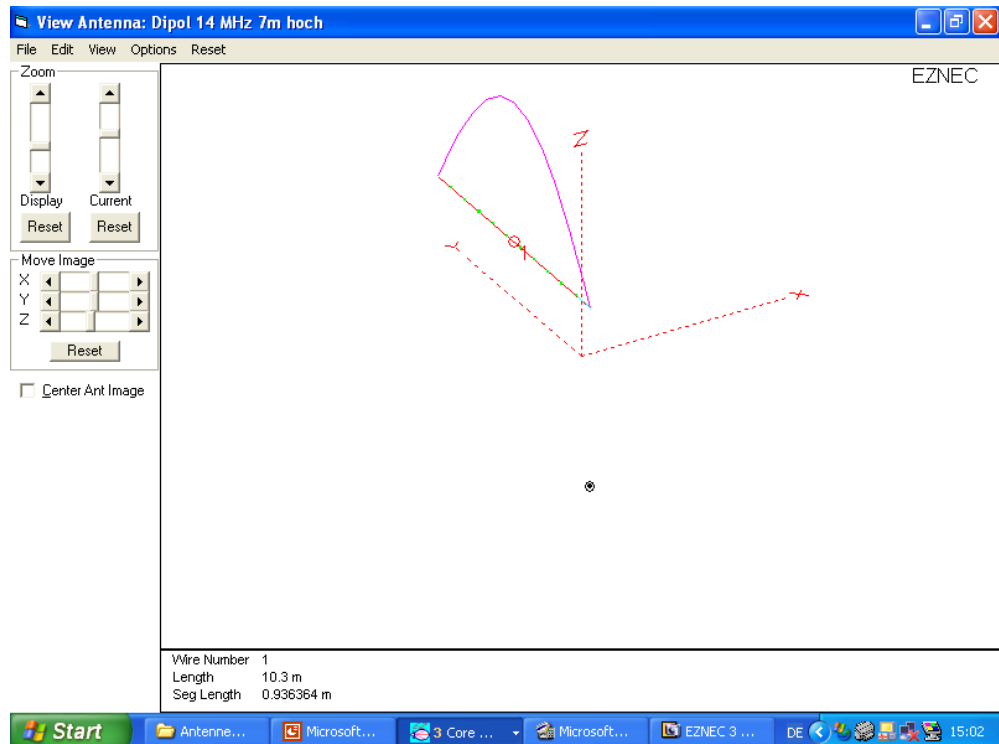 View Antenna: Dipol 14 MHz 7m hoch
File Edit View Options Reset
Zoom
Display Current
Reset Reset
Move Image
X
Y
Z
Reset
Center Ant Image
EZNEC
Z
Y
X
1
Wire Number 1
Length 10.3 m
Seg Length 0.936364 m
Start Antenne... Microsoft... 3 Core ... Microsoft... EZNEC 3 ... DE 15:02